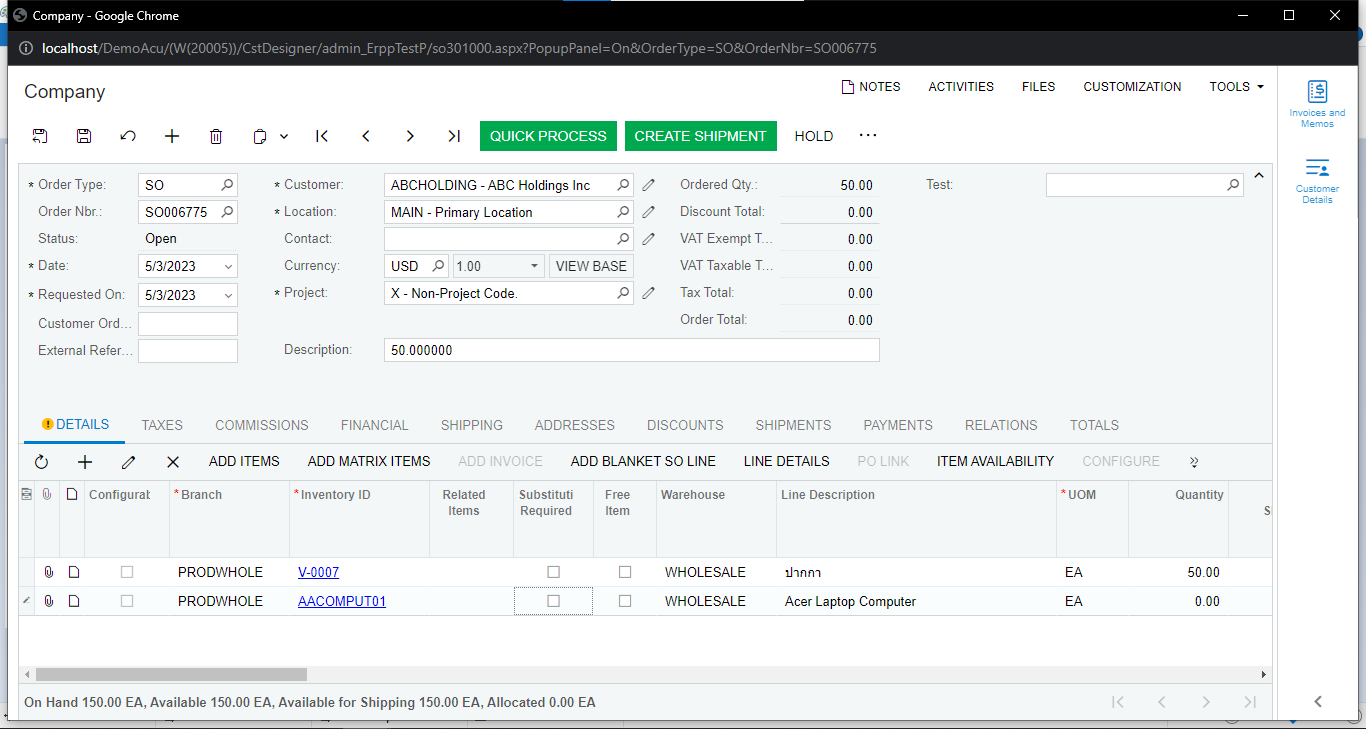 Company - Google Chrome
localhost/DemoAcu/(W(20005))/CstDesigner/admin_ErppTestP/so301000.aspx?PopupPanel=On&OrderType=SO&OrderNbr=SO006775
Company
NOTES ACTIVITIES FILES CUSTOMIZATION TOOLS
QUICK PROCESS CREATE SHIPMENT HOLD ...
Invoices and
Memos
Customer
Details
* Order Type: SO * Customer: ABCHOLDING - ABC Holdings Inc Ordered Qty.: 50.00 Test:
Order Nbr.: SO006775 * Location: MAIN - Primary Location Discount Total: 0.00
Status: Open Contact: VAT Exempt T... 0.00
* Date: 5/3/2023 Currency: USD 1.00 VIEW BASE VAT Taxable T... 0.00
* Requested On: 5/3/2023 * Project: X - Non-Project Code. Tax Total: 0.00
Customer Ord... Order Total: 0.00
External Refer... Description: 50.000000
DETAILS TAXES COMMISSIONS FINANCIAL SHIPPING ADDRESSES DISCOUNTS SHIPMENTS PAYMENTS RELATIONS TOTALS
ADD ITEMS ADD MATRIX ITEMS ADD INVOICE ADD BLANKET SO LINE LINE DETAILS PO LINK ITEM AVAILABILITY CONFIGURE
Configurat * Branch * Inventory ID Related Items Substituti Required Free Item Warehouse Line Description * UOM Quantity S
PRODWHOLE V-0007 WHOLESALE ปากกา EA 50.00
PRODWHOLE AACOMPUT01 WHOLESALE Acer Laptop Computer EA 0.00
On Hand 150.00 EA, Available 150.00 EA, Available for Shipping 150.00 EA, Allocated 0.00 EA